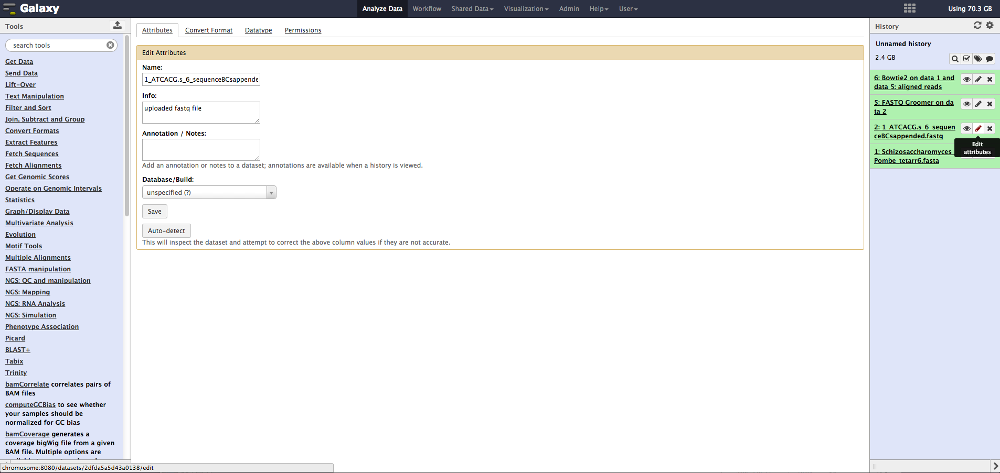 Galaxy
Analyze Data
Workflow
Shared Data
Visualization
Admin
Help
User
Using 70.3 GB
Tools
search tools
Get Data
Send Data
Lift-Over
Text Manipulation
Filter and Sort
Join, Subtract and Group
Convert Formats
Extract Features
Fetch Sequences
Fetch Alignments
Get Genomic Scores
Operate on Genomic Intervals
Statistics
Graph/Display Data
Multivariate Analysis
Evolution
Motif Tools
Multiple Alignments
FASTA manipulation
NGS: QC and manipulation
NGS: Mapping
NGS: RNA Analysis
NGS: Simulation
Phenotype Association
Picard
BLAST+
Tabix
Trinity
bamCorrelate correlates pairs of
BAM files
computeGCBias to see whether
your samples should be
normalized for GC bias
bamCoverage generates a
coverage bigWig file from a given
BAM file. Multiple options are
chromosome:8080/datasets/2dfda5a5d43a0138/edit
Attributes
Convert Format
Datatype
Permissions
Edit Attributes
Name:
1_ATCACG.s_6_sequenceBCsappende
Info:
uploaded fastq file
Annotation / Notes:
Add an annotation or notes to a dataset; annotations are available when a history is viewed.
Database/Build:
unspecified (?)
Save
Auto-detect
This will inspect the dataset and attempt to correct the above column values if they are not accurate.
History
Unnamed history
2.4 GB
6: Bowtie2 on data 1 and
data 5: aligned reads
5: FASTQ Groomer on da
ta 2
2: 1_ATCACG.s_6_sequen
ceBCsappended.fastq
Edit
attributes
1: Schizosaccharomyces_
Pombe_tetarr6.fasta